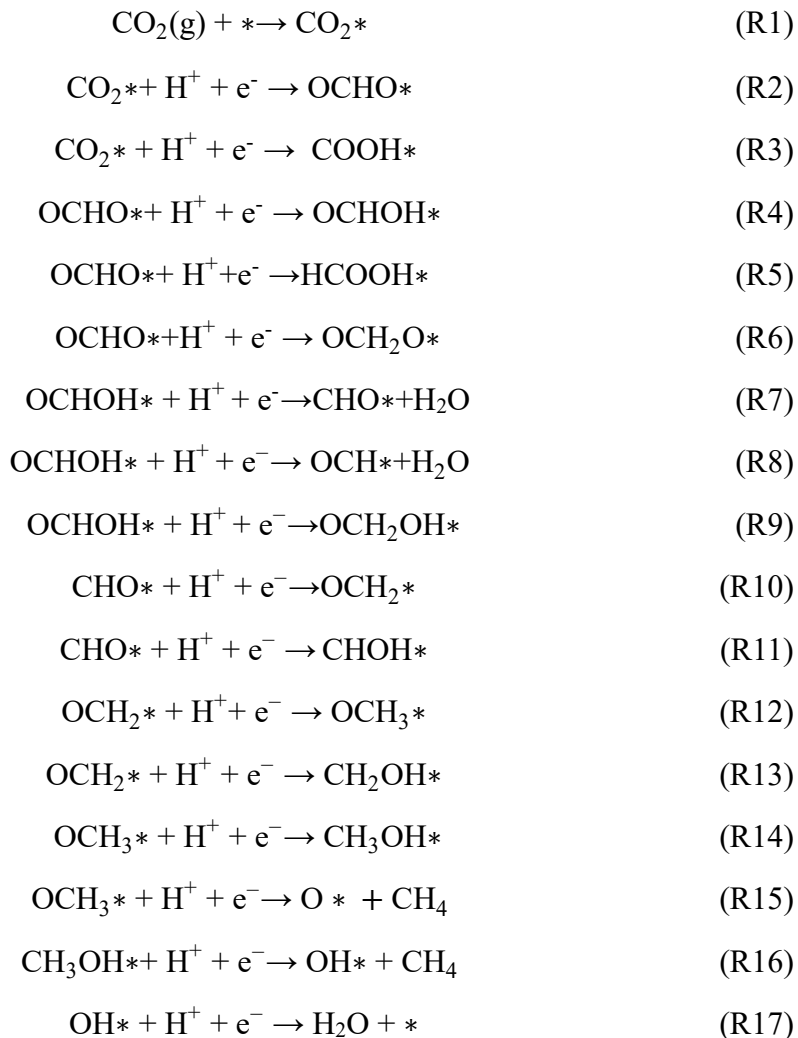 CO₂(g) + ∗→ CO₂∗ (R1)
CO₂∗+ H⁺ + e⁻ → OCHO∗ (R2)
CO₂∗ + H⁺ + e⁻ → COOH∗ (R3)
OCHO∗+ H⁺ + e⁻ → OCHOH∗ (R4)
OCHO∗+ H⁺+e⁻ →HCOOH∗ (R5)
OCHO∗+H⁺ + e⁻ → OCH₂O∗ (R6)
OCHOH∗ + H⁺ + e⁻→CHO∗+H₂O (R7)
OCHOH∗ + H⁺ + e⁻→ OCH∗+H₂O (R8)
OCHOH∗ + H⁺ + e⁻→OCH₂OH∗ (R9)
CHO∗ + H⁺ + e⁻→OCH₂∗ (R10)
CHO∗ + H⁺ + e⁻ → CHOH∗ (R11)
OCH₂∗ + H⁺+ e⁻ → OCH₃∗ (R12)
OCH₂∗ + H⁺ + e⁻→ CH₂OH∗ (R13)
OCH₃∗ + H⁺ + e⁻→ CH₃OH∗ (R14)
OCH₃∗ + H⁺ + e⁻→ O ∗ + CH₄ (R15)
CH₃OH∗+ H⁺ + e⁻→ OH∗ + CH₄ (R16)
OH∗ + H⁺ + e⁻ → H₂O + ∗ (R17)